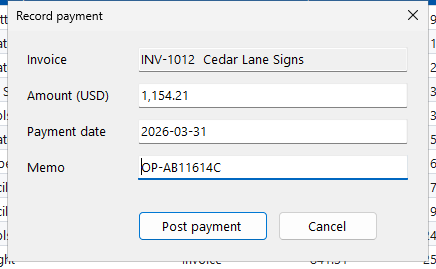 Record payment
Invoice INV-1012 Cedar Lane Signs
Amount (USD) 1,154.21
Payment date 2026-03-31
Memo OP-AB11614C
Post payment Cancel